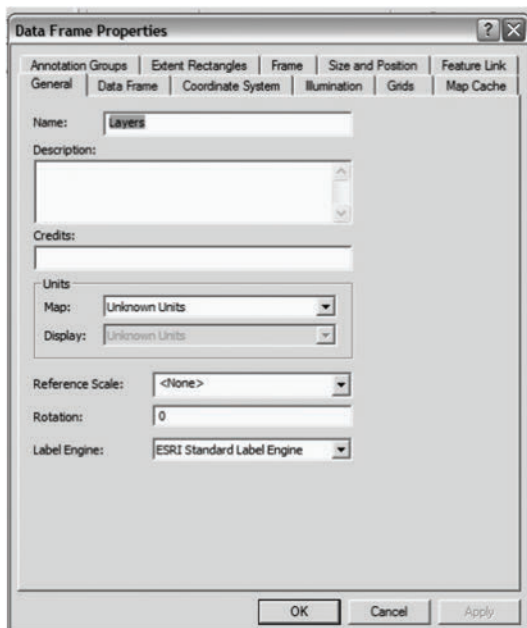 Data Frame Properties
Annotation Groups Extent Rectangles Frame Size and Position Feature Link
General Data Frame Coordinate System Illumination Grids Map Cache
Name: Layers
Description:
Credits:
Units
Map: Unknown Units
Display: Unknown Units
Reference Scale: <None>
Rotation: 0
Label Engine: ESRI Standard Label Engine
OK Cancel Apply